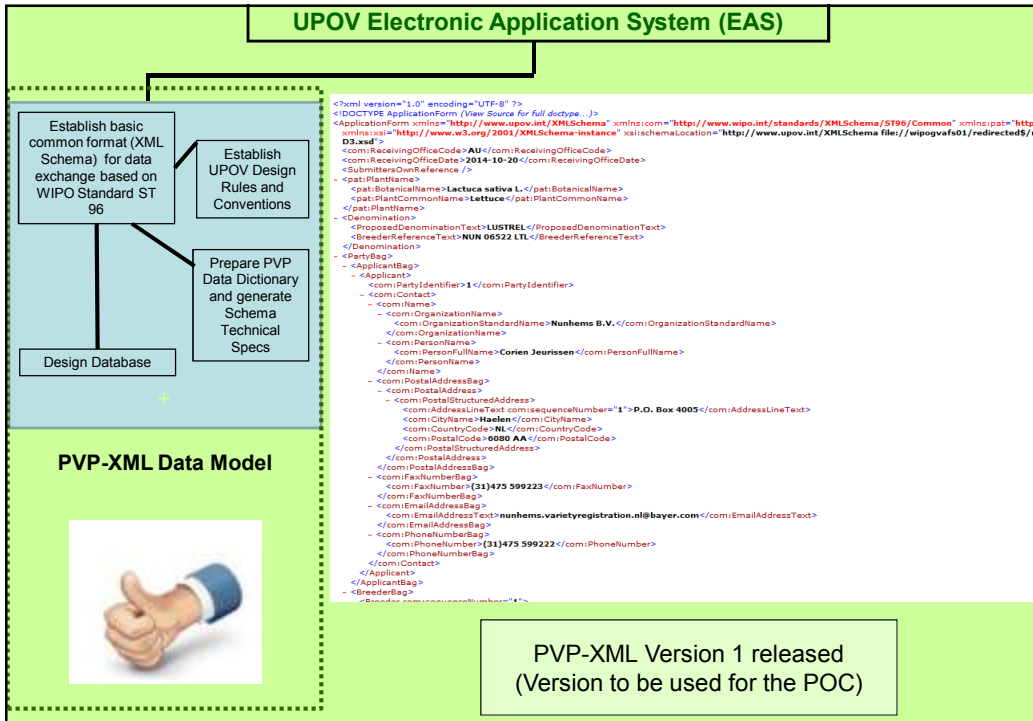 UPOV Electronic Application System (EAS)
Establish basic
common format (XML
Schema) for data
exchange based on
WIPO Standard ST
96
Establish
UPOV Design
Rules and
Conventions
Prepare PVP
Data Dictionary
and generate
Schema
Technical
Specs
Design Database
+
PVP-XML Data Model
<?xml version="1.0" encoding="UTF-8" ?>
<!DOCTYPE ApplicationForm (View Source for full doctype...)>
<ApplicationForm xmlns="http://www.upov.int/XMLSchema" xmlns:com="http://www.wipo.int/standards/XMLSchema/ST96/Common" xmlns:pat="http
xmlns:xsi="http://www.w3.org/2001/XMLSchema-instance" xsi:schemaLocation="http://www.upov.int/XMLSchema file://wipogvafs01/redirected$/
D3.xsd">
<com:ReceivingOfficeCode>AU</com:ReceivingOfficeCode>
<com:ReceivingOfficeDate>2014-10-20</com:ReceivingOfficeDate>
<SubmittersOwnReference />
- <pat:PlantName>
<pat:BotanicalName>Lactuca sativa L.</pat:BotanicalName>
<pat:PlantCommonName>Lettuce</pat:PlantCommonName>
</pat:PlantName>
- <Denomination>
<ProposedDenominationText>LUSTREL</ProposedDenominationText>
<BreederReferenceText>NUN 06522 LTL</BreederReferenceText>
</Denomination>
- <PartyBag>
- <ApplicantBag>
- <Applicant>
<com:PartyIdentifier>1</com:PartyIdentifier>
- <com:Contact>
- <com:Name>
- <com:OrganizationName>
<com:OrganizationStandardName>Nunhems B.V.</com:OrganizationStandardName>
</com:OrganizationName>
- <com:PersonName>
<com:PersonFullName>Corien Jeurissen</com:PersonFullName>
</com:PersonName>
</com:Name>
- <com:PostalAddressBag>
- <com:PostalAddress>
- <com:PostalStructuredAddress>
<com:AddressLineText com:sequenceNumber="1">P.O. Box 4005</com:AddressLineText>
<com:CityName>Haelen</com:CityName>
<com:CountryCode>NL</com:CountryCode>
<com:PostalCode>6080 AA</com:PostalCode>
</com:PostalStructuredAddress>
</com:PostalAddress>
</com:PostalAddressBag>
- <com:FaxNumberBag>
<com:FaxNumber>(31)475 599223</com:FaxNumber>
</com:FaxNumberBag>
- <com:EmailAddressBag>
<com:EmailAddressText>nunhems.varietyregistration.nl@bayer.com</com:EmailAddressText>
</com:EmailAddressBag>
- <com:PhoneNumberBag>
<com:PhoneNumber>(31)475 599222</com:PhoneNumber>
</com:PhoneNumberBag>
</com:Contact>
</Applicant>
</ApplicantBag>
- <BreederBag>
- <Breeder com:sequenceNumber="1">
PVP-XML Version 1 released
(Version to be used for the POC)